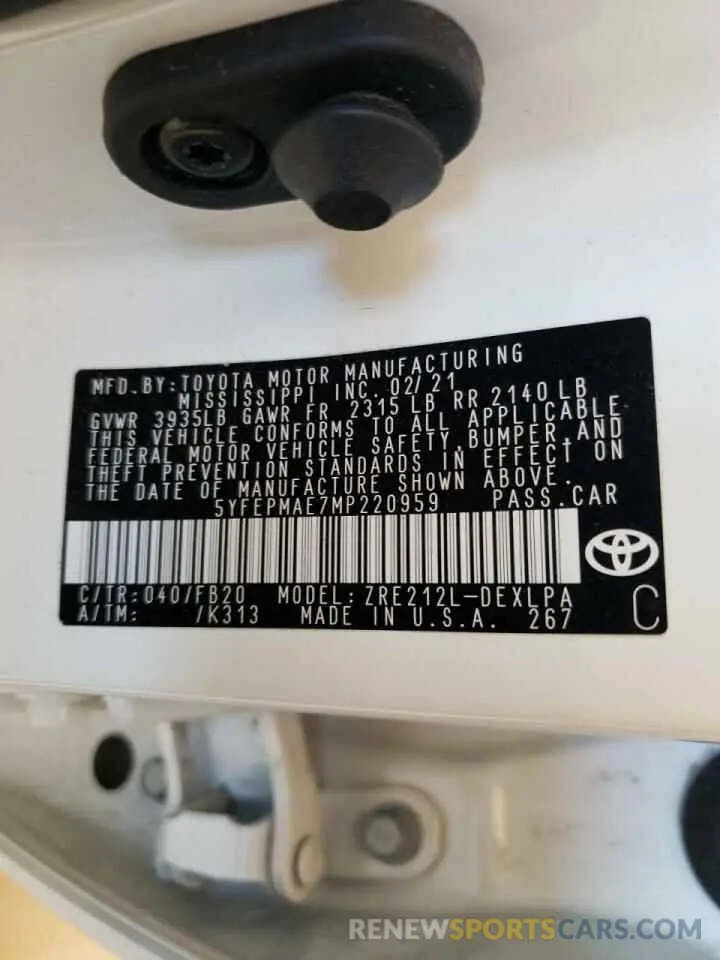 MFD.BY:TOYOTA MOTOR MANUFACTURING
MISSISSIPPI INC. 02/21
GVWR 3935LB GAWR FR 2315 LB RR 2140 LB
THIS VEHICLE CONFORMS TO ALL APPLICABLE
FEDERAL MOTOR VEHICLE SAFETY, BUMPER, AND
THEFT PREVENTION STANDARDS IN EFFECT ON
THE DATE OF MANUFACTURE SHOWN ABOVE.
5YFEPMAE7MP220959 PASS.CAR
C/TR:040/FB20 MODEL:ZRE212L-DEXLPA
A/TM: /K313 MADE IN U.S.A. 267 C
RENEWSPORTSCARS.COM